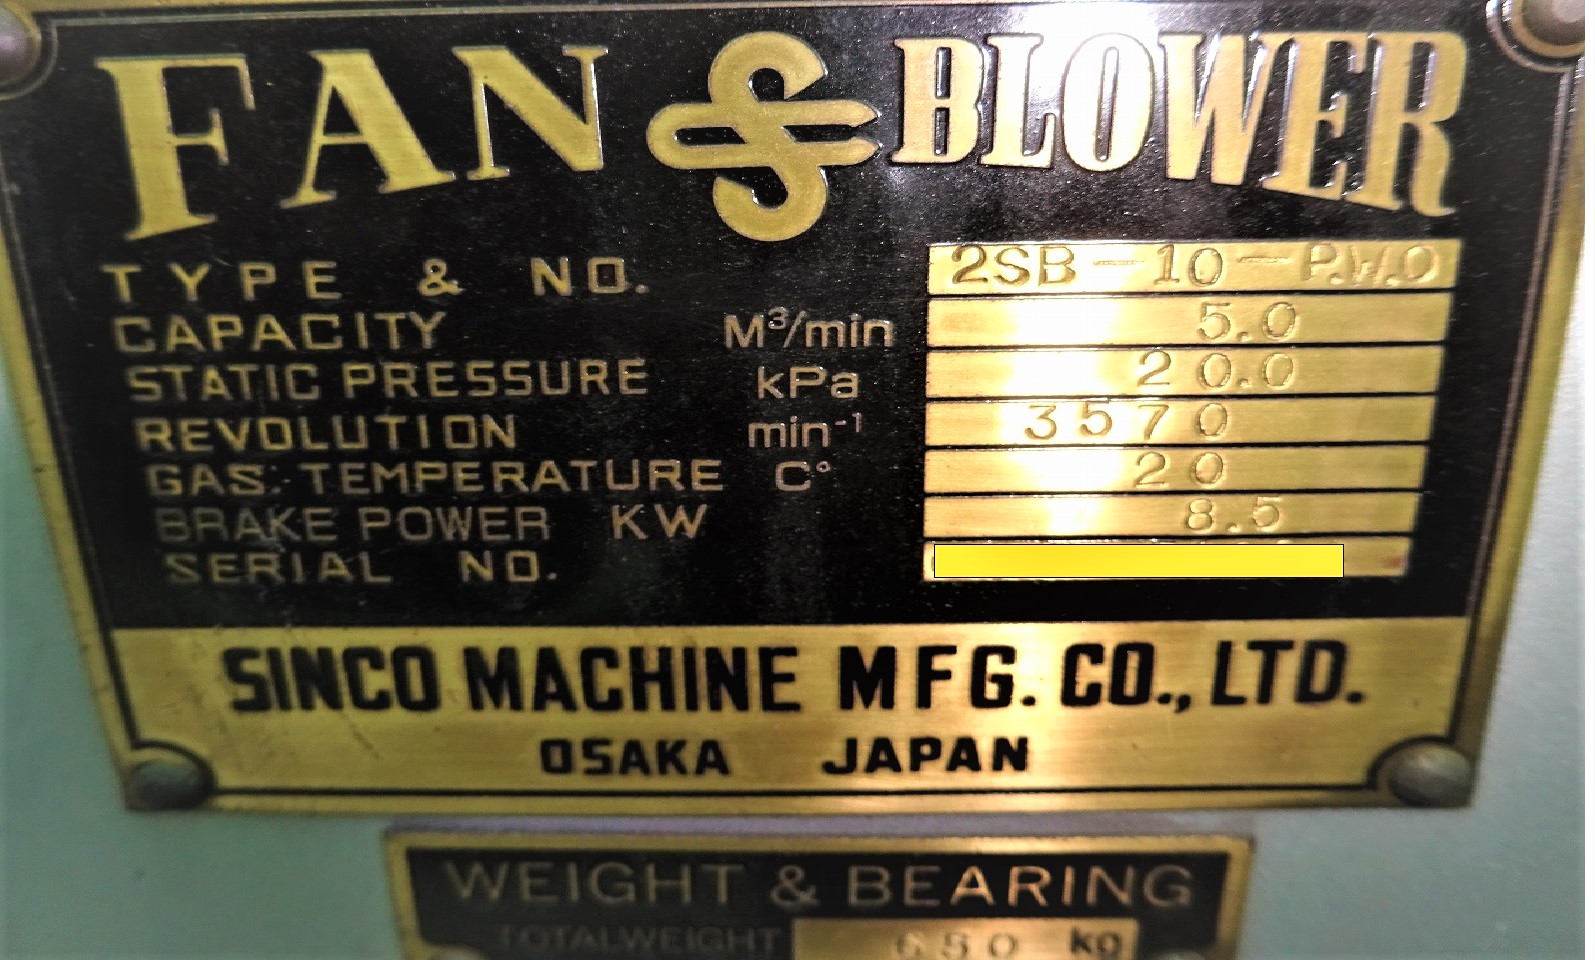 FAN BLOWER
TYPE & NO. 2SB-10-P.W.O
CAPACITY M³/min 5.0
STATIC PRESSURE kPa 20.0
REVOLUTION min⁻¹ 3570
GAS. TEMPERATURE C° 20
BRAKE POWER KW 8.5
SERIAL NO.
SINCO MACHINE MFG. CO., LTD.
OSAKA JAPAN
WEIGHT & BEARING
TOTALWEIGHT kg